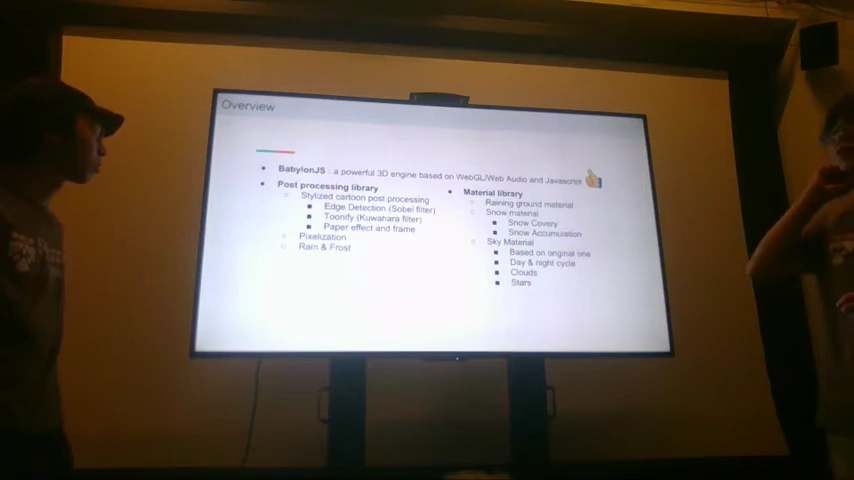 Overview
BabylonJS : a powerful 3D engine based on WebGL/Web Audio and Javascript
Post processing library
Stylized cartoon post processing
Edge Detection (Sobel filter)
Toonify (Kuwahara filter)
Paper effect and frame
Pixelization
Rain & Frost
Material library
Raining ground material
Snow material
Snow Covery
Snow Accumulation
Sky Material
Based on original one
Day & night cycle
Clouds
Stars